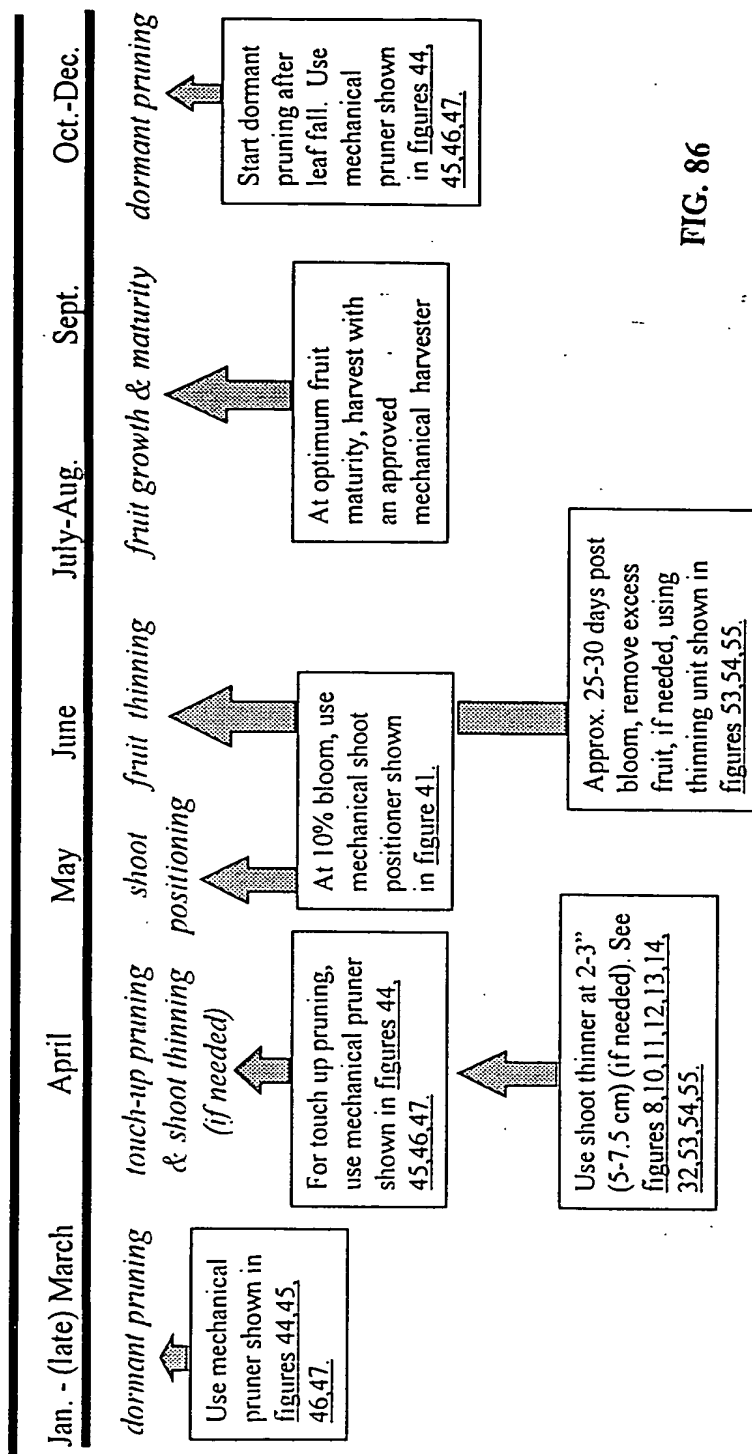 Jan. - (late) March
April
May
June
July-Aug.
Sept.
Oct.-Dec.
dormant pruning
touch-up pruning
& shoot thinning
(if needed)
shoot
positioning
fruit thinning
fruit growth & maturity
dormant pruning
Use mechanical
pruner shown in
figures 44,45,
46,47.
For touch up pruning,
use mechanical pruner
shown in figures 44,
45,46,47.
Use shoot thinner at 2-3"
(5-7.5 cm) (if needed). See
figures 8,10,11,12,13,14,
32,53,54,55.
At 10% bloom, use
mechanical shoot
positioner shown
in figure 41.
Approx. 25-30 days post
bloom, remove excess
fruit, if needed, using
thinning unit shown in
figures 53,54,55.
At optimum fruit
maturity, harvest with
an approved
mechanical harvester
Start dormant
pruning after
leaf fall. Use
mechanical
pruner shown
in figures 44,
45,46,47.
FIG. 86